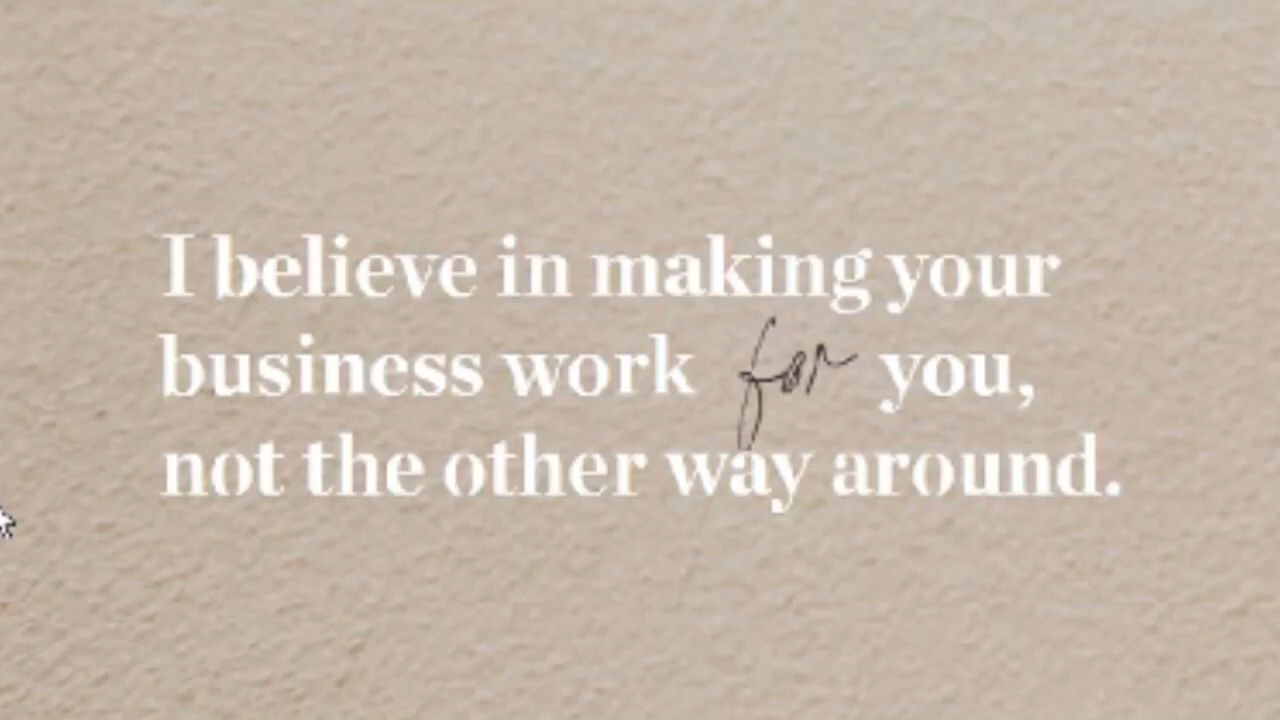 I believe in making your
business work for you,
not the other way around.